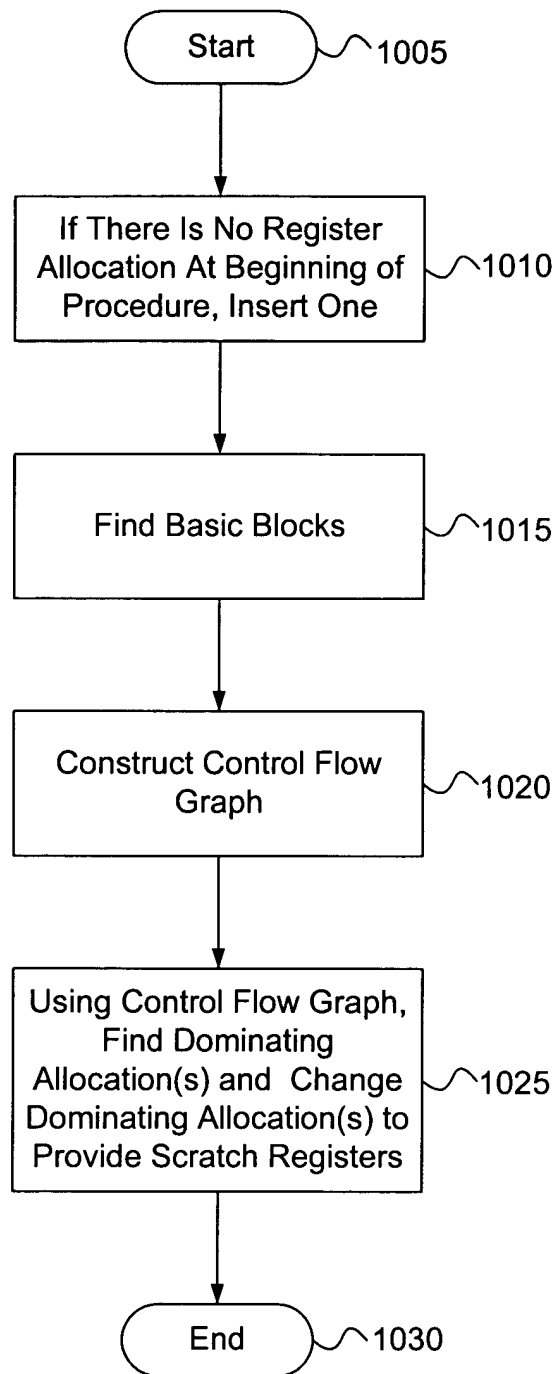 Start
1005
If There Is No Register
Allocation At Beginning of
Procedure, Insert One
1010
Find Basic Blocks
1015
Construct Control Flow
Graph
1020
Using Control Flow Graph,
Find Dominating
Allocation(s) and Change
Dominating Allocation(s) to
Provide Scratch Registers
1025
End
1030